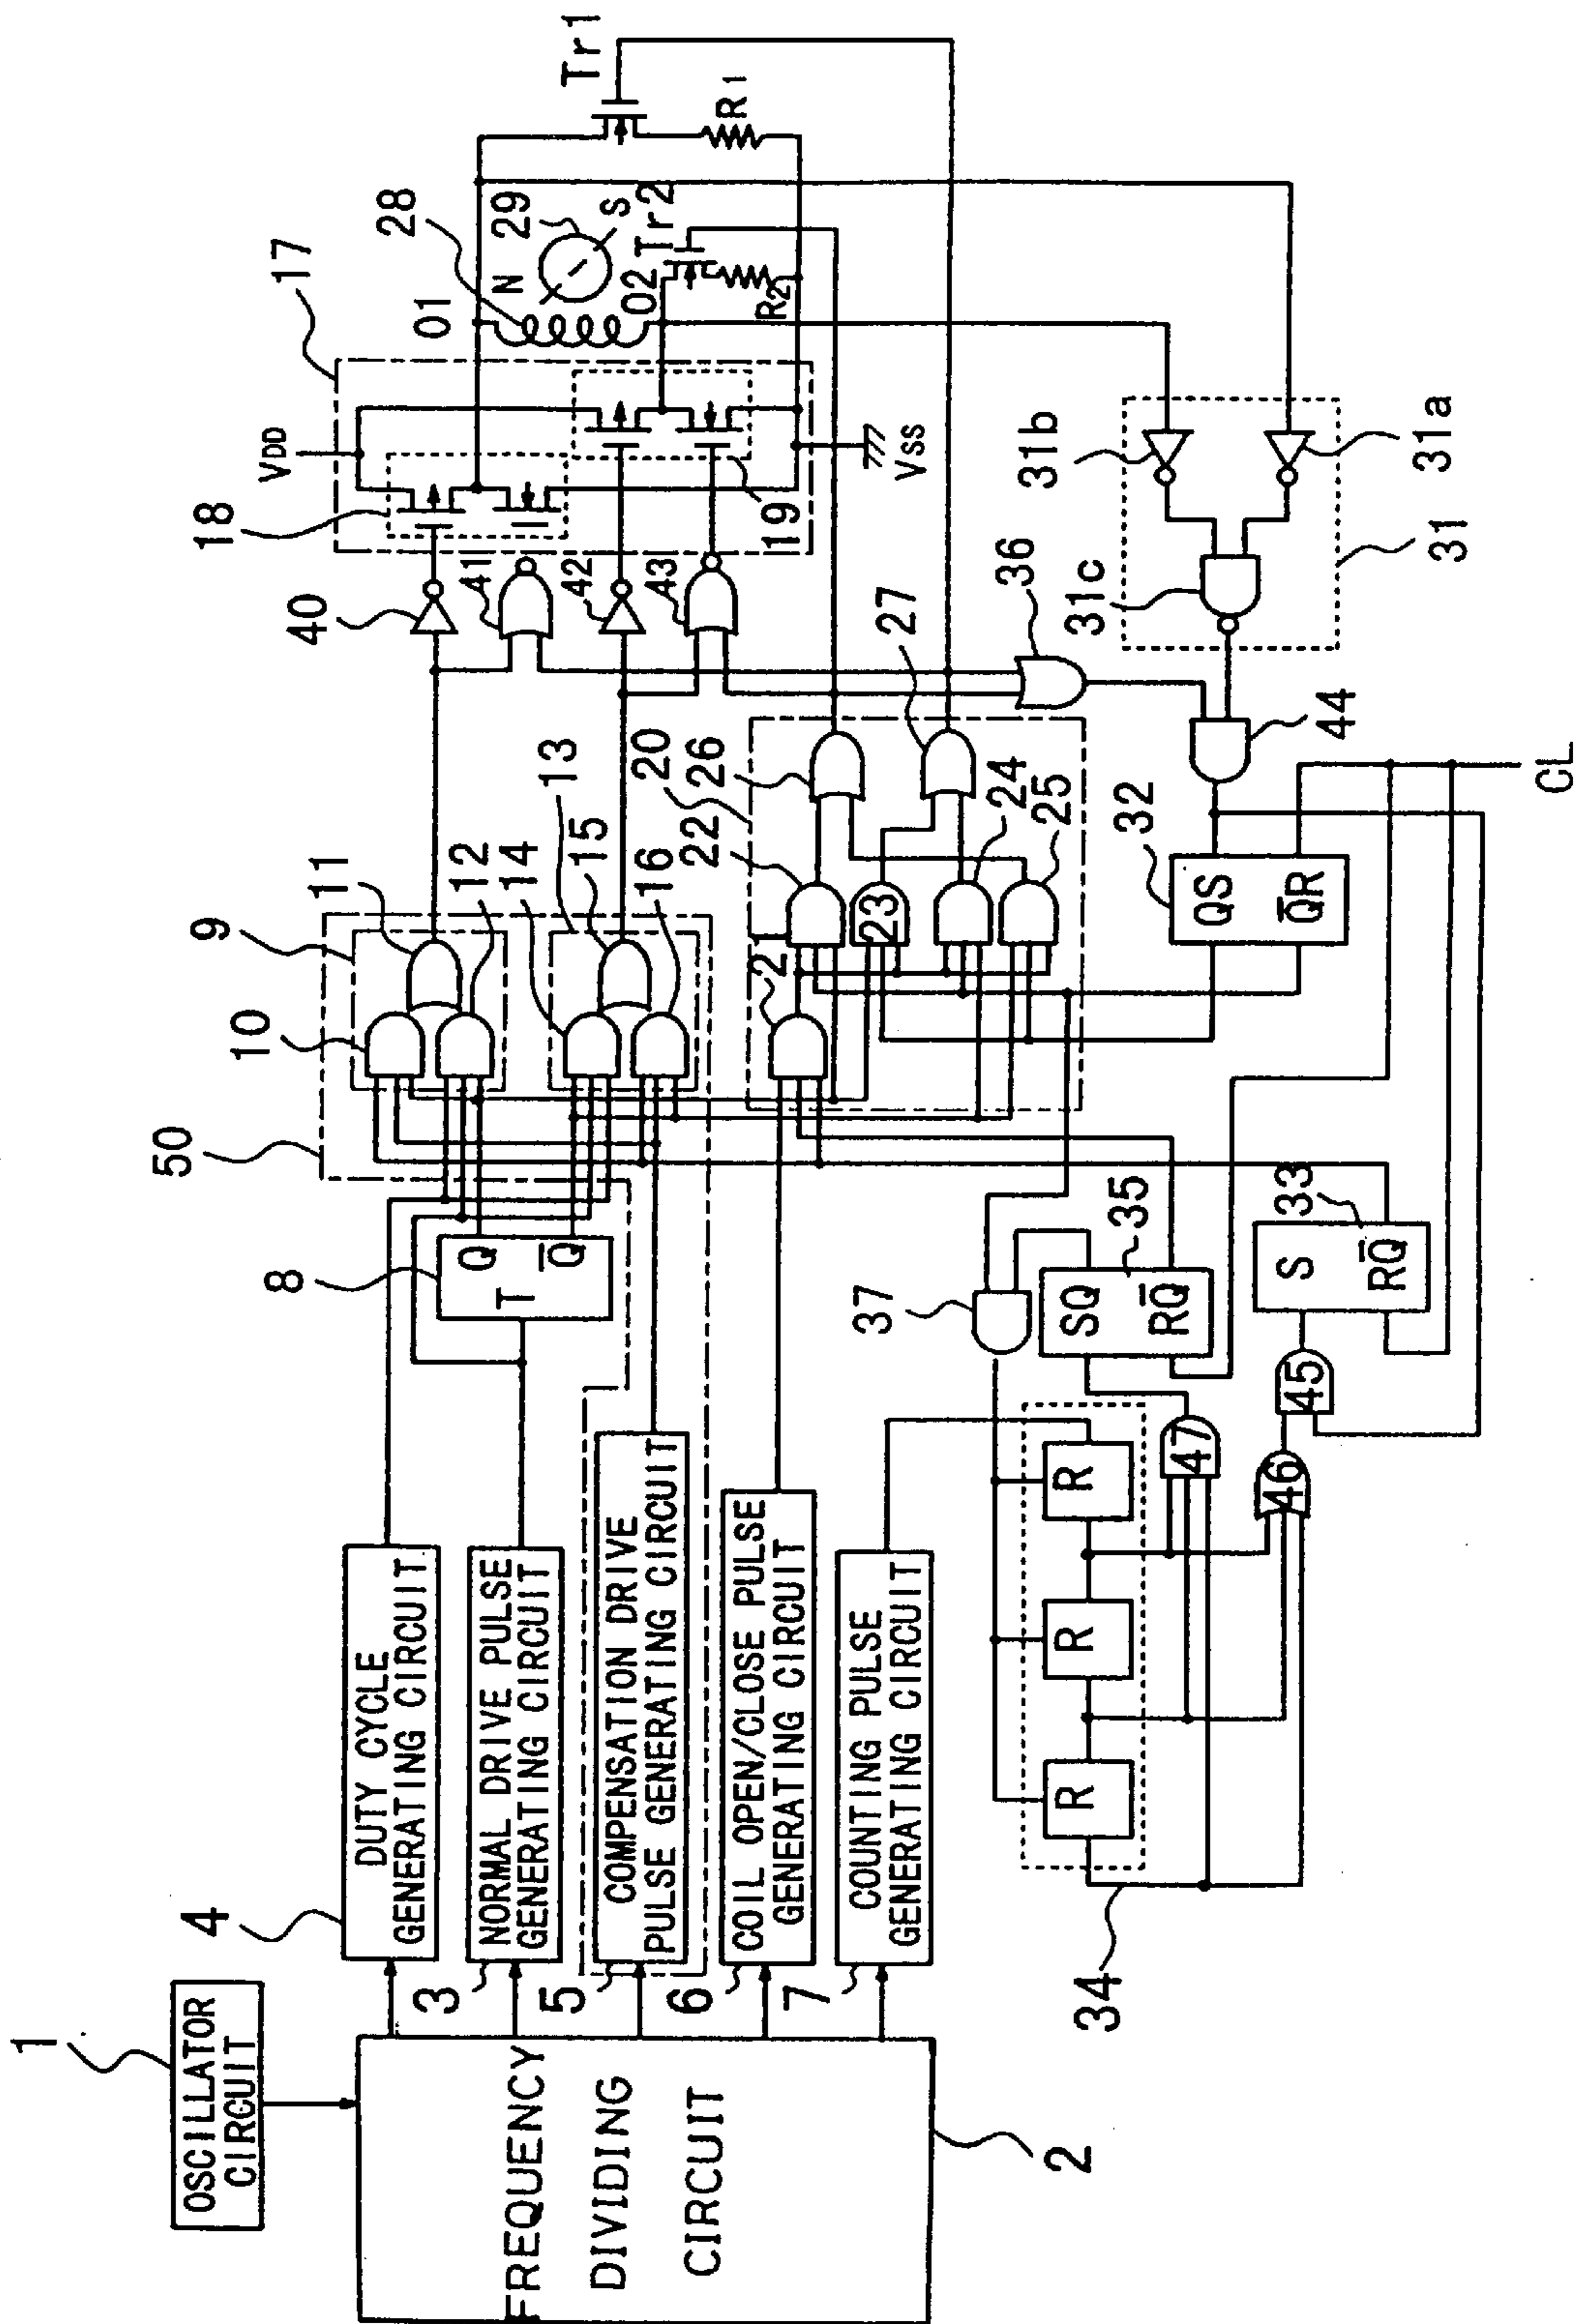 1
OSCILLATOR
CIRCUIT
FREQUENCY
DIVIDING
CIRCUIT
2
4
DUTY CYCLE
GENERATING CIRCUIT
3
NORMAL DRIVE PULSE
GENERATING CIRCUIT
5
COMPENSATION DRIVE
PULSE GENERATING CIRCUIT
6
COIL OPEN/CLOSE PULSE
GENERATING CIRCUIT
7
COUNTING PULSE
GENERATING CIRCUIT
8
T
Q
Q̅
50
9
10
11
12
13
14
15
16
40
41
42
43
17
18
19
VDD
VSS
O1
O2
28
29
N
S
Tr1
Tr2
R1
R2
20
2
22
23
24
25
26
27
36
31
31a
31b
31c
44
32
QS
Q̅R
CL
37
35
SQ
RQ̅
33
S
RQ̅
34
R
R
R
47
46
45